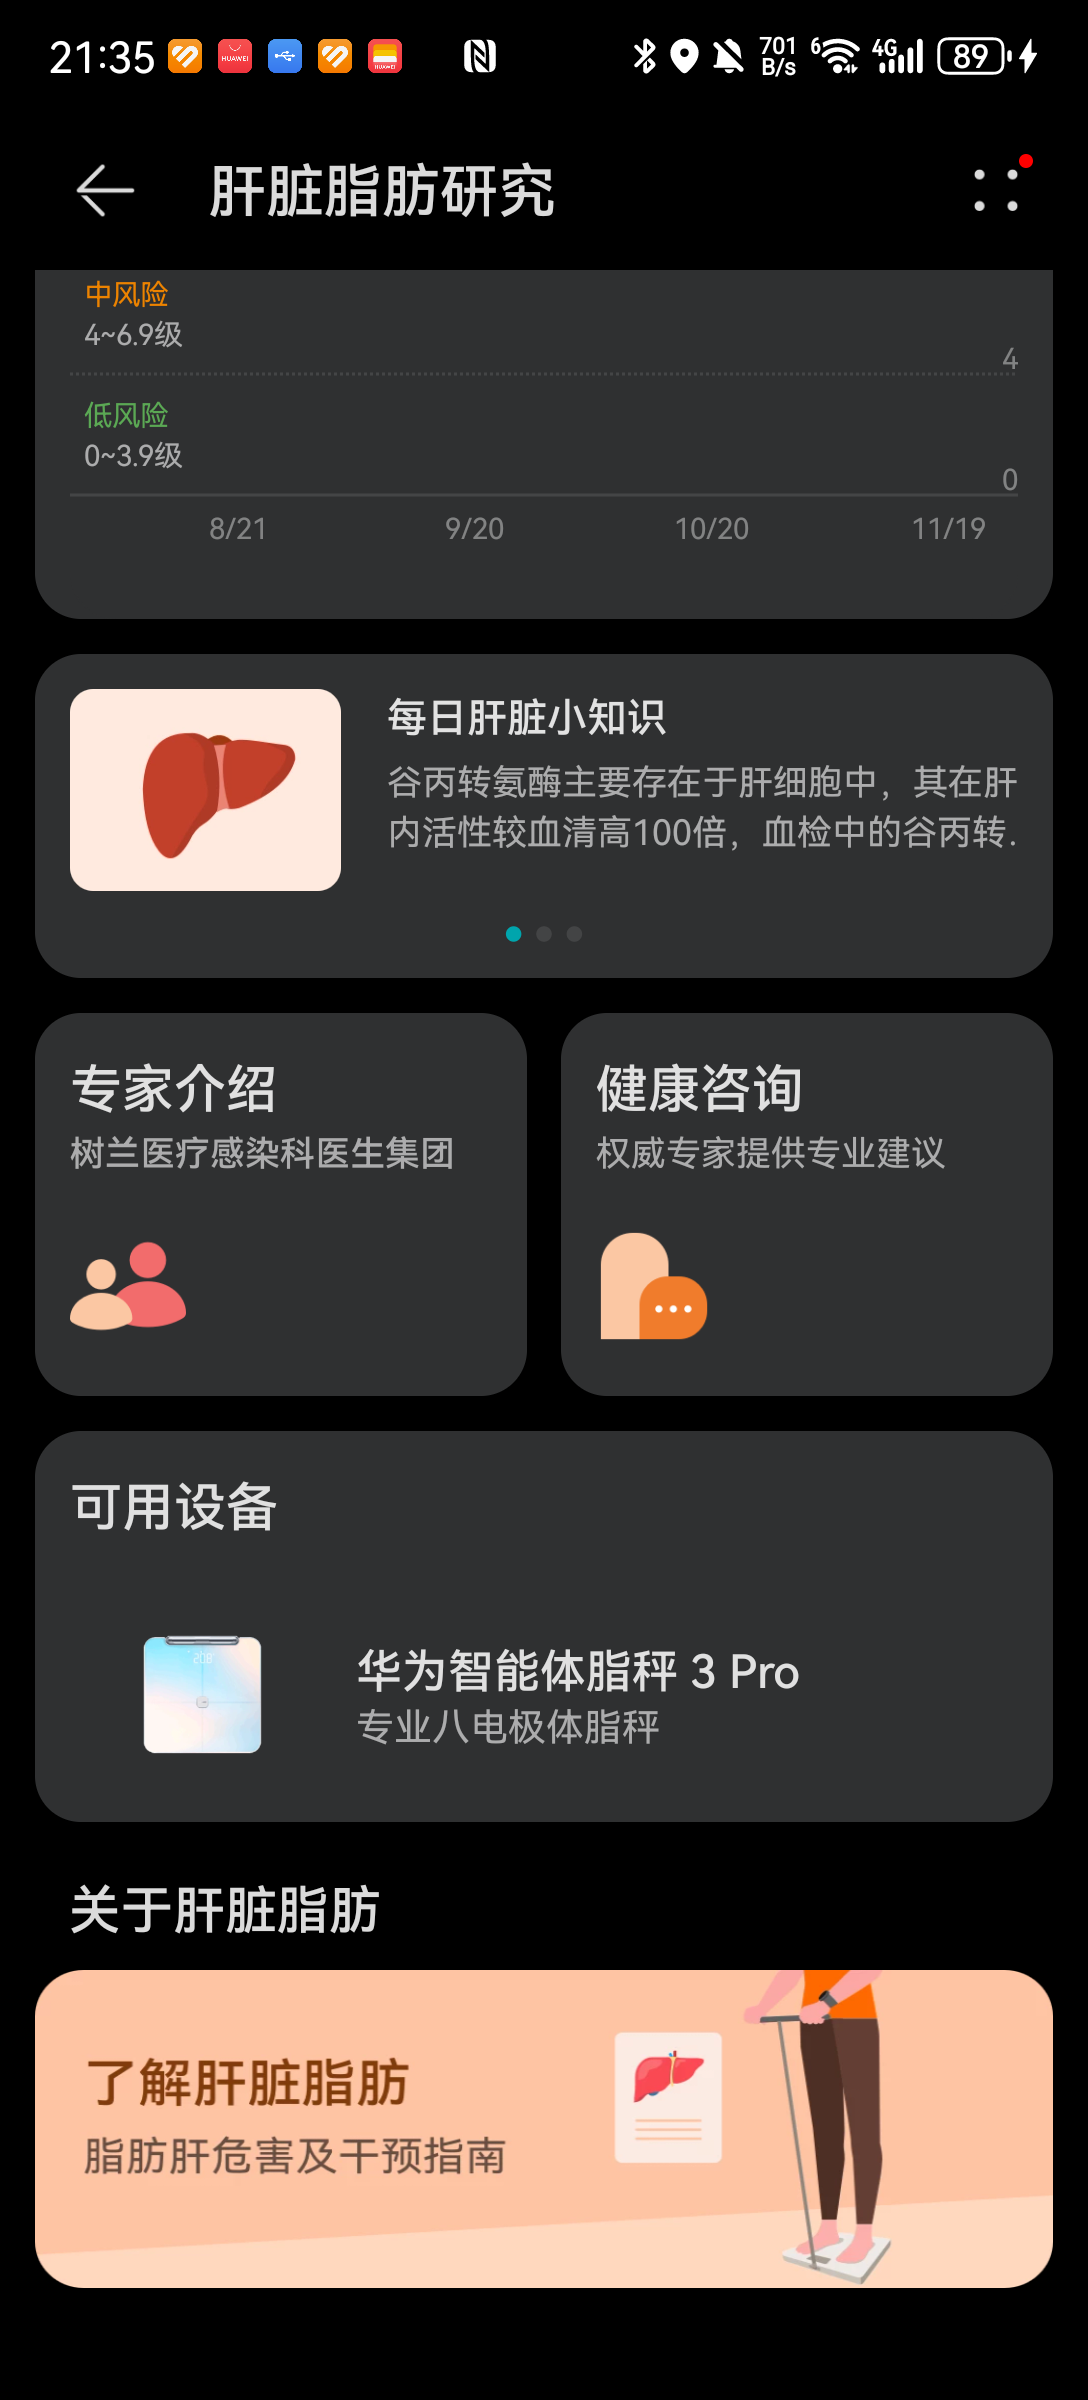 21:35
HUAWEI
HUAWEI
701 B/s
6
4G
89
肝脏脂肪研究
中风险
4~6.9级
4
低风险
0~3.9级
0
8/21 9/20 10/20 11/19
每日肝脏小知识
谷丙转氨酶主要存在于肝细胞中，其在肝
内活性较血清高100倍，血检中的谷丙转.
专家介绍
树兰医疗感染科医生集团
健康咨询
权威专家提供专业建议
可用设备
华为智能体脂秤 3 Pro
专业八电极体脂秤
关于肝脏脂肪
了解肝脏脂肪
脂肪肝危害及干预指南